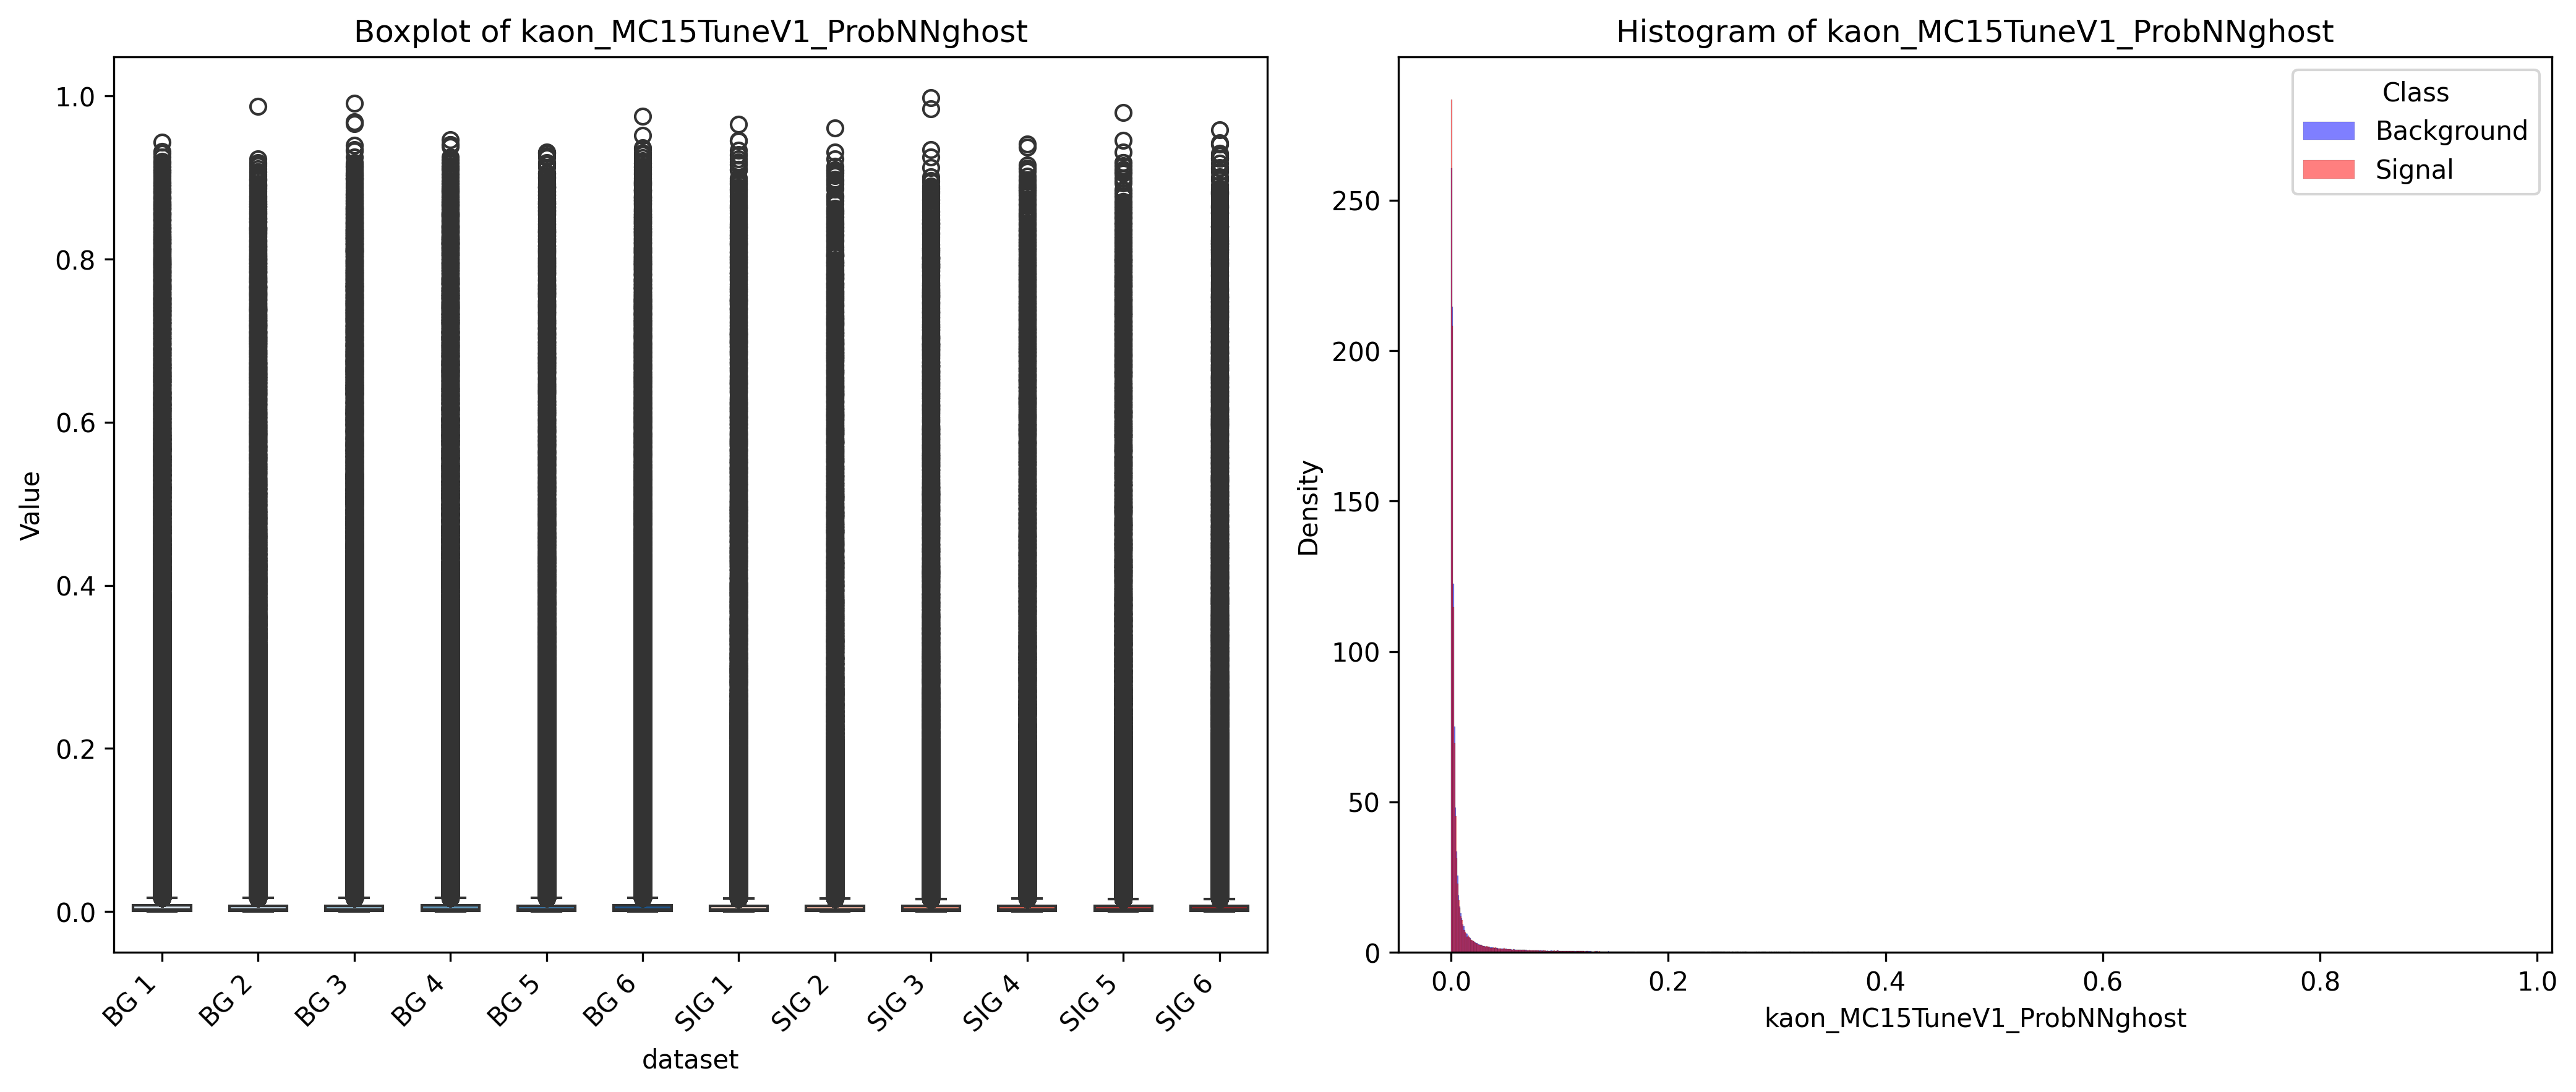 Boxplot of kaon_MC15TuneV1_ProbNNghost
1.0
0.8
0.6
0.4
0.2
0.0
Value
BG 1
BG 2
BG 3
BG 4
BG 5
BG 6
SIG 1
SIG 2
SIG 3
SIG 4
SIG 5
SIG 6
dataset
Histogram of kaon_MC15TuneV1_ProbNNghost
Class
Background
Signal
250
200
150
100
50
0
Density
0.0 0.2 0.4 0.6 0.8 1.0
kaon_MC15TuneV1_ProbNNghost